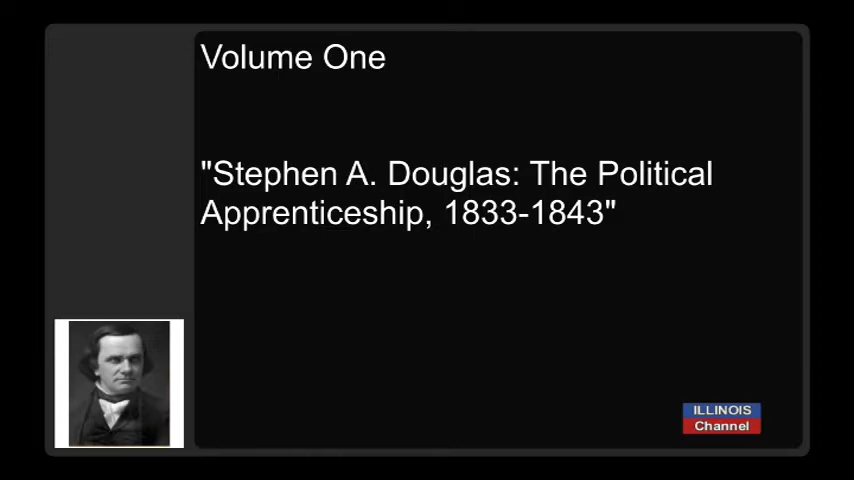 Volume One
"Stephen A. Douglas: The Political
Apprenticeship, 1833-1843"
ILLINOIS
Channel